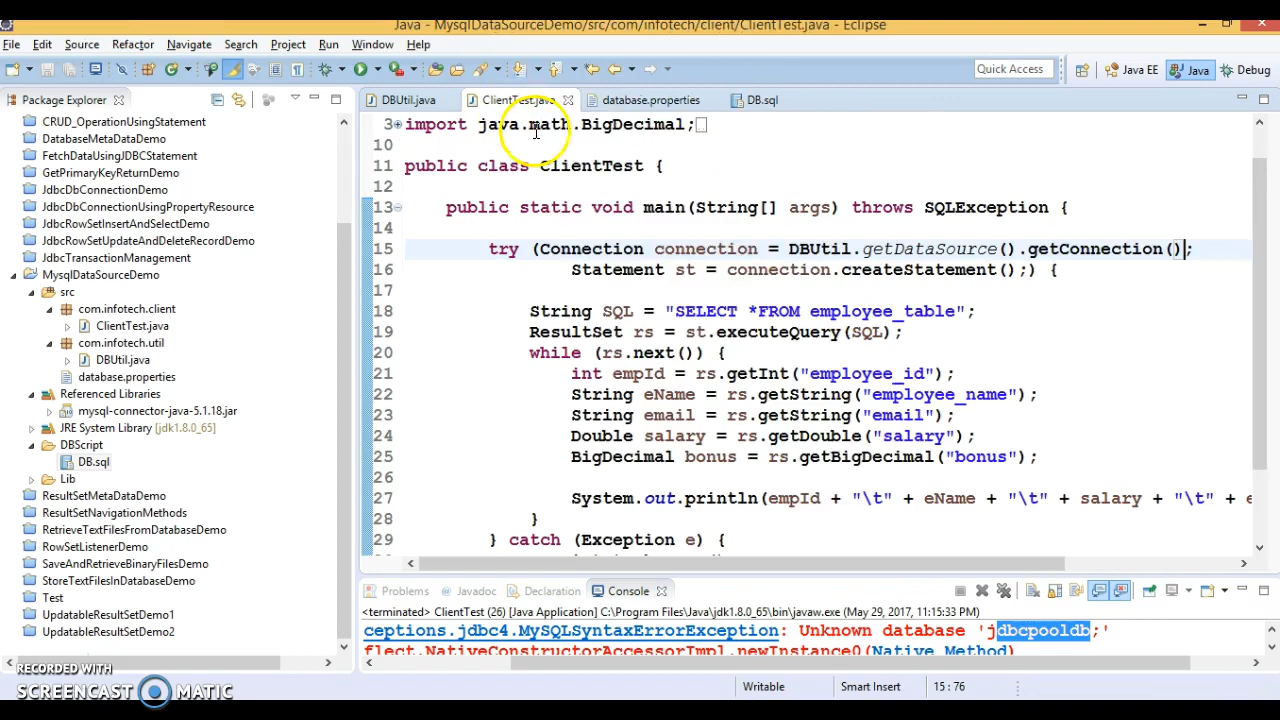 Java - MysqlDataSourceDemo/src/com/infotech/client/ClientTest.java - Eclipse
File Edit Source Refactor Navigate Search Project Run Window Help
Quick Access Java EE Java Debug
Package Explorer
DBUtil.java ClientTest.java database.properties DB.sql
CRUD_OperationUsingStatement
DatabaseMetaDataDemo
FetchDataUsingJDBCStatement
GetPrimaryKeyReturnDemo
JdbcDbConnectionDemo
JdbcDbConnectionUsingPropertyResource
JdbcRowSetInsertAndSelectDemo
JdbcRowSetUpdateAndDeleteRecordDemo
JdbcTransactionManagement
MysqlDataSourceDemo
src
com.infotech.client
ClientTest.java
com.infotech.util
DBUtil.java
database.properties
Referenced Libraries
mysql-connector-java-5.1.18.jar
JRE System Library [jdk1.8.0_65]
DBScript
DB.sql
Lib
ResultSetMetaDataDemo
ResultSetNavigationMethods
RetrieveTextFilesFromDatabaseDemo
RowSetListenerDemo
SaveAndRetrieveBinaryFilesDemo
StoreTextFilesInDatabaseDemo
Test
UpdatableResultSetDemo1
UpdatableResultSetDemo2
3 import java.math.BigDecimal;
10
11 public class ClientTest {
12
13 public static void main(String[] args) throws SQLException {
14
15 try (Connection connection = DBUtil.getDataSource().getConnection();
16 Statement st = connection.createStatement();) {
17
18 String SQL = "SELECT *FROM employee_table";
19 ResultSet rs = st.executeQuery(SQL);
20 while (rs.next()) {
21 int empId = rs.getInt("employee_id");
22 String eName = rs.getString("employee_name");
23 String email = rs.getString("email");
24 Double salary = rs.getDouble("salary");
25 BigDecimal bonus = rs.getBigDecimal("bonus");
26
27 System.out.println(empId + "\t" + eName + "\t" + salary + "\t" + e
28 }
29 } catch (Exception e) {
Problems Javadoc Declaration Console
<terminated> ClientTest (26) [Java Application] C:\Program Files\Java\jdk1.8.0_65\bin\javaw.exe (May 29, 2017, 11:15:33 PM)
ceptions.jdbc4.MySQLSyntaxErrorException: Unknown database 'jdbcpooldb;'
flect.NativeConstructorAccessorImpl.newInstance0(Native Method)
Writable Smart Insert 15 : 76
RECORDED WITH
SCREENCAST MATIC